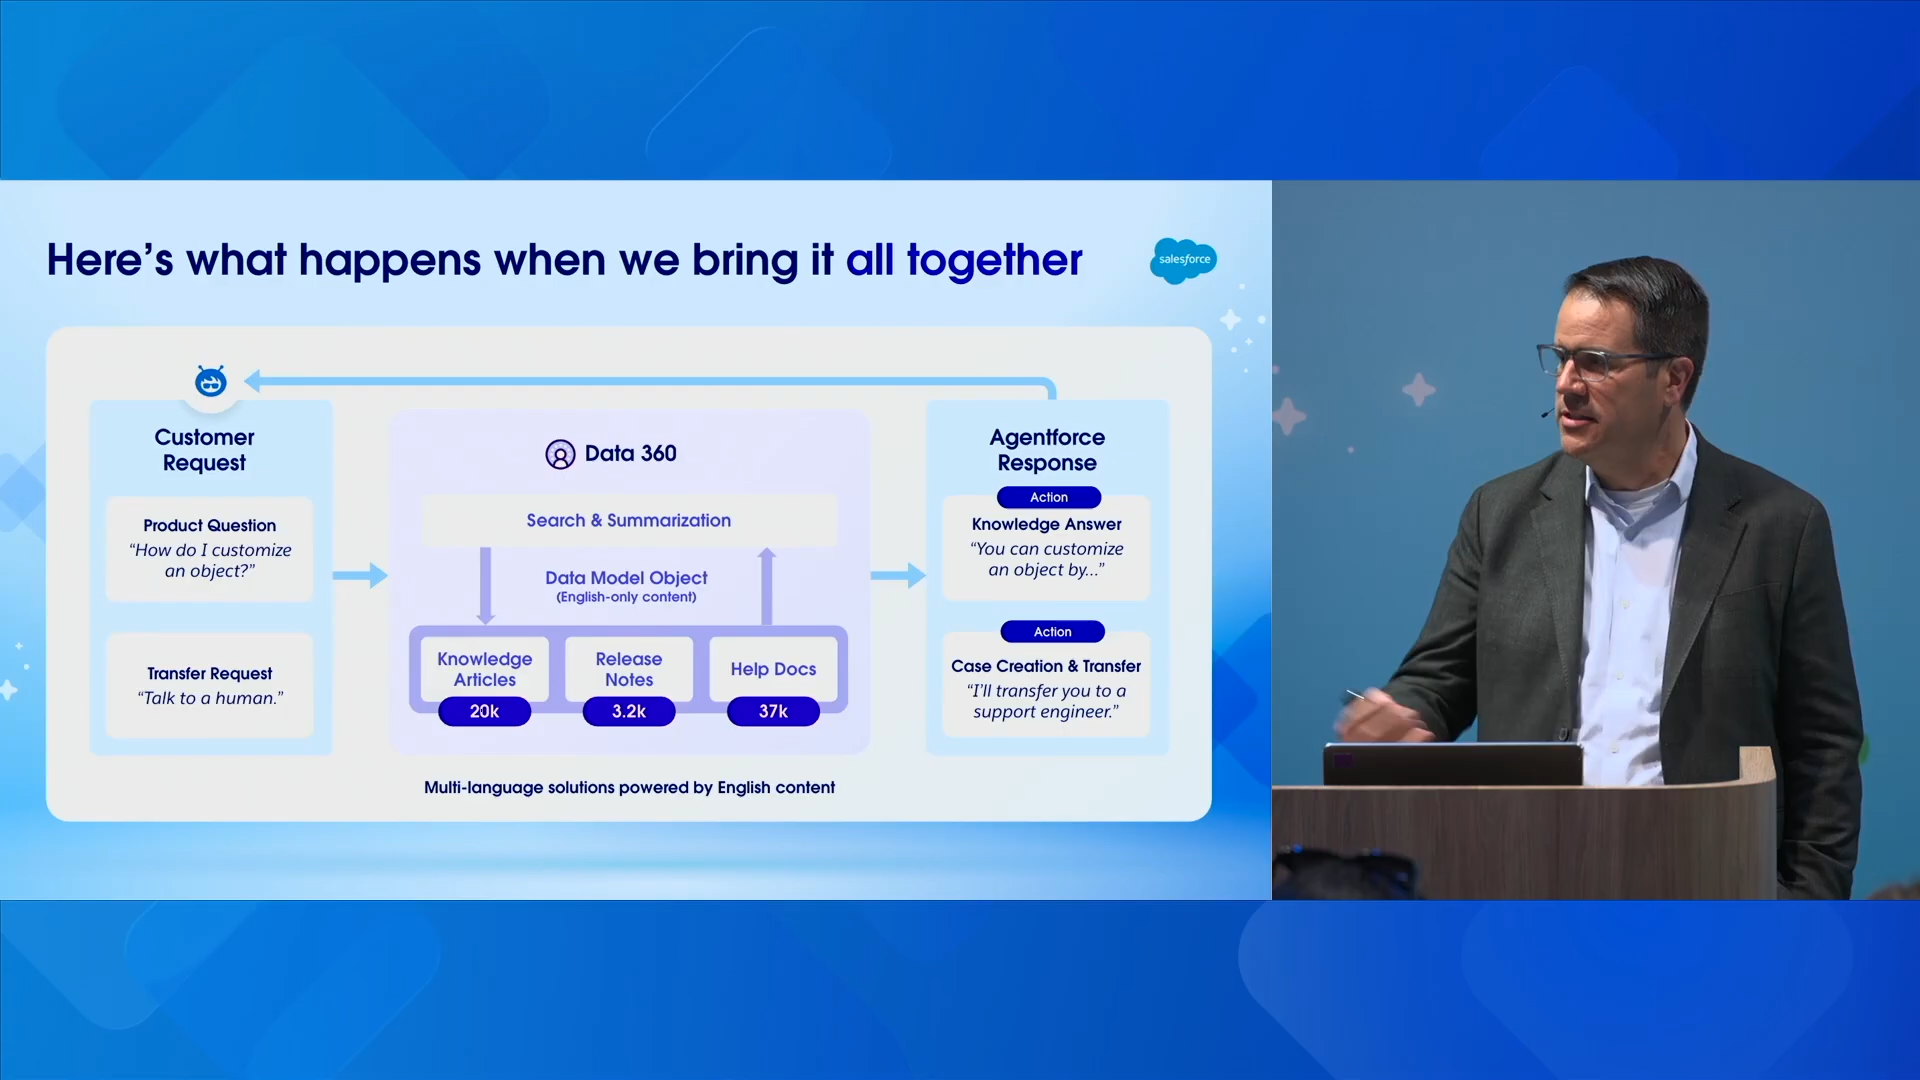 Here’s what happens when we bring it all together
salesforce
Customer
Request
Product Question
“How do I customize
an object?”
Transfer Request
“Talk to a human.”
Data 360
Search & Summarization
Data Model Object
(English-only content)
Knowledge
Articles
20k
Release
Notes
3.2k
Help Docs
37k
Agentforce
Response
Action
Knowledge Answer
“You can customize
an object by...”
Action
Case Creation & Transfer
“I’ll transfer you to a
support engineer.”
Multi-language solutions powered by English content